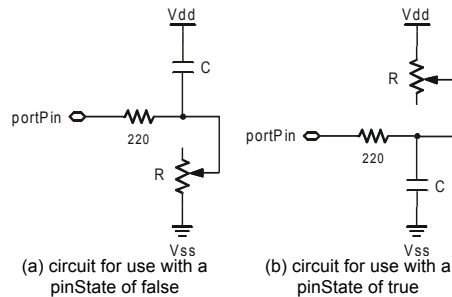 Vdd
C
portPin
220
R
Vss
(a) circuit for use with a
pinState of false
Vdd
R
portPin
220
C
Vss
(b) circuit for use with a
pinState of true